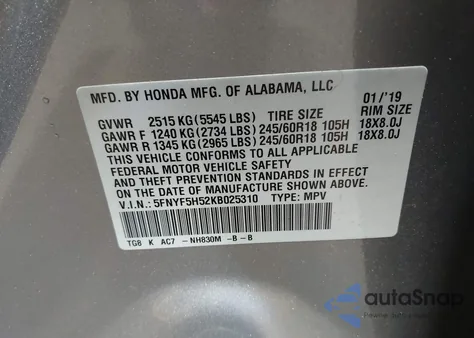 MFD. BY HONDA MFG. OF ALABAMA, LLC 01/'19
GVWR 2515 KG(5545 LBS) TIRE SIZE RIM SIZE
GAWR F 1240 KG(2734 LBS) 245/60R18 105H 18X8.0J
GAWR R 1345 KG(2965 LBS) 245/60R18 105H 18X8.0J
THIS VEHICLE CONFORMS TO ALL APPLICABLE
FEDERAL MOTOR VEHICLE SAFETY
AND THEFT PREVENTION STANDARDS IN EFFECT
ON THE DATE OF MANUFACTURE SHOWN ABOVE.
V.I.N.: 5FNYF5H52KB025310 TYPE: MPV
TG8 K AC7 -NH830M -B -B
autoSnap